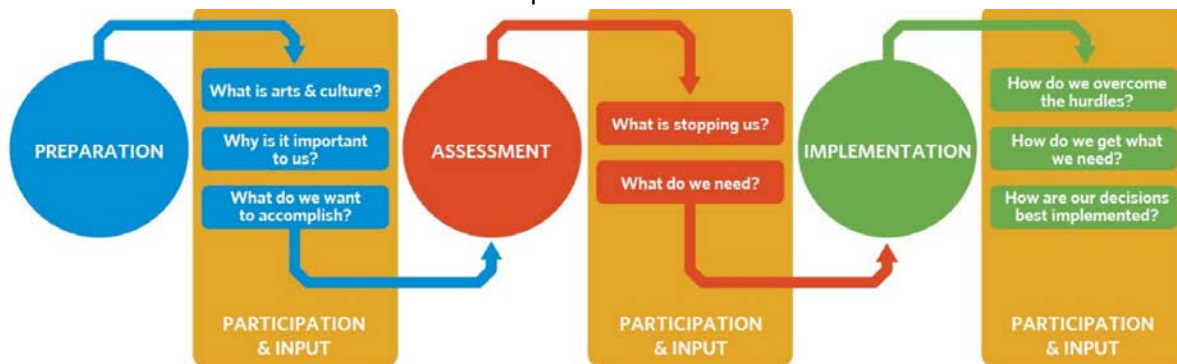 PREPARATION
What is arts & culture?
Why is it important
to us?
What do we want
to accomplish?
PARTICIPATION
& INPUT
ASSESSMENT
What is stopping us?
What do we need?
PARTICIPATION
& INPUT
IMPLEMENTATION
How do we overcome
the hurdles?
How do we get what
we need?
How are our decisions
best implemented?
PARTICIPATION
& INPUT